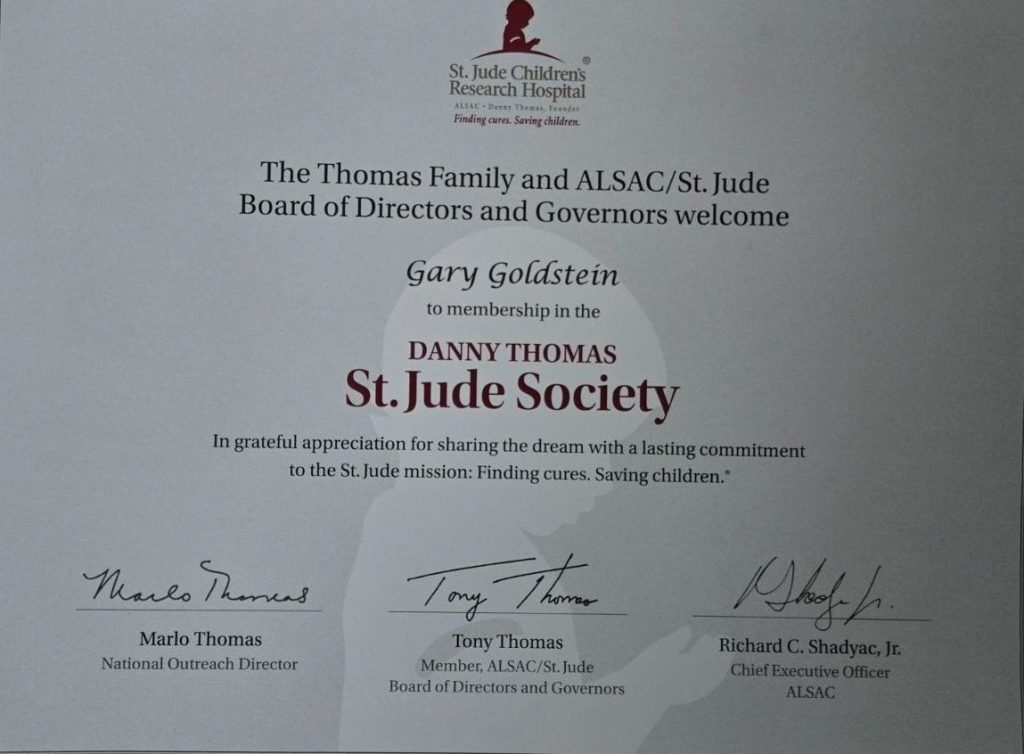 St. Jude Children's®
Research Hospital
ALSAC • Danny Thomas, Founder
Finding cures. Saving children.
The Thomas Family and ALSAC/St. Jude
Board of Directors and Governors welcome
Gary Goldstein
to membership in the
DANNY THOMAS
St. Jude Society
In grateful appreciation for sharing the dream with a lasting commitment
to the St. Jude mission: Finding cures. Saving children.®
Marlo Thomas Tony Thomas
Marlo Thomas Tony Thomas Richard C. Shadyac, Jr.
National Outreach Director Member, ALSAC/St. Jude Chief Executive Officer
Board of Directors and Governors ALSAC